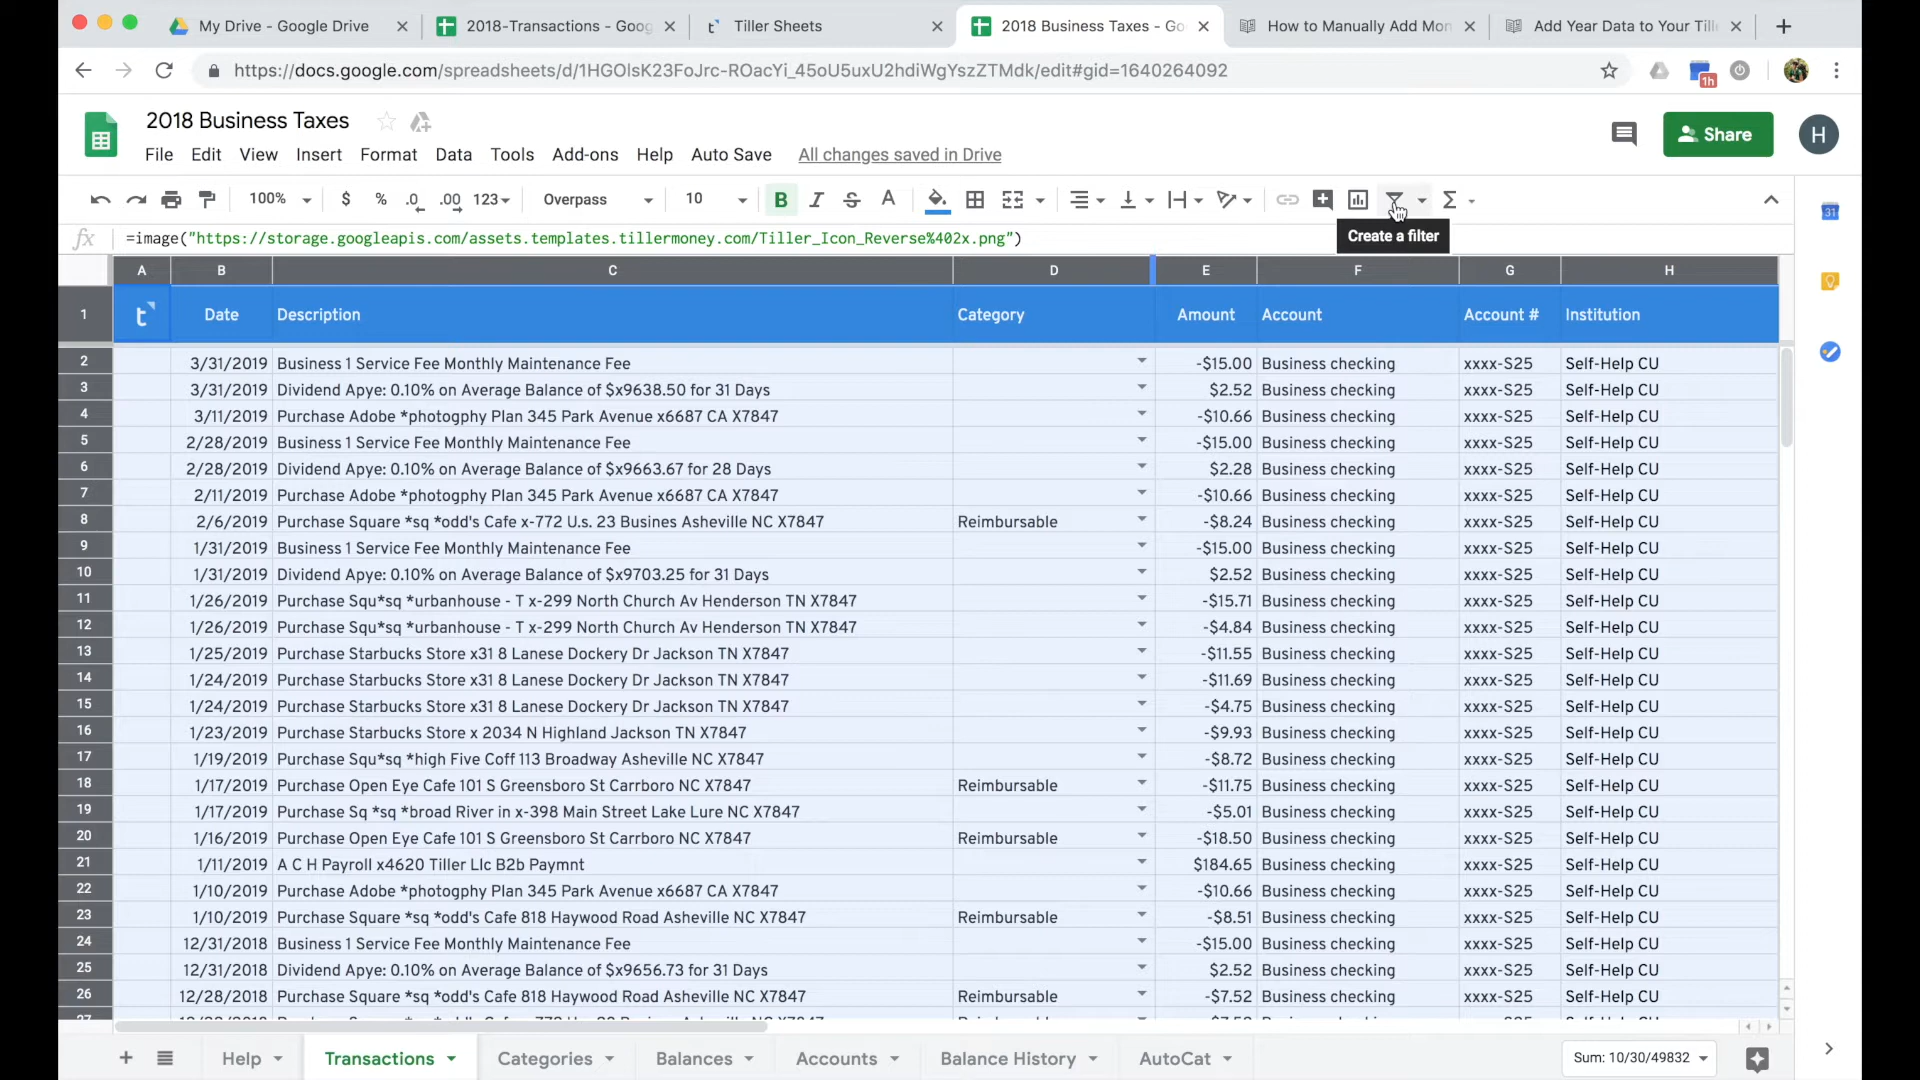 My Drive - Google Drive
2018-Transactions - Goog
Tiller Sheets
2018 Business Taxes - Go
How to Manually Add Mon
Add Year Data to Your Till
https://docs.google.com/spreadsheets/d/1HGOlsK23FoJrc-ROacYi_45oU5uxU2hdiWgYszZTMdk/edit#gid=1640264092
1h
2018 Business Taxes
Share
H
File Edit View Insert Format Data Tools Add-ons Help Auto Save All changes saved in Drive
100% $ % .0 .00 123 Overpass 10 B I S A
31
Create a filter
fx =image("https://storage.googleapis.com/assets.templates.tillermoney.com/Tiller_Icon_Reverse%402x.png")
A B C D E F G H
1 t Date Description Category Amount Account Account # Institution
2 3/31/2019 Business 1 Service Fee Monthly Maintenance Fee -$15.00 Business checking xxxx-S25 Self-Help CU
3 3/31/2019 Dividend Apye: 0.10% on Average Balance of $x9638.50 for 31 Days $2.52 Business checking xxxx-S25 Self-Help CU
4 3/11/2019 Purchase Adobe *photogphy Plan 345 Park Avenue x6687 CA X7847 -$10.66 Business checking xxxx-S25 Self-Help CU
5 2/28/2019 Business 1 Service Fee Monthly Maintenance Fee -$15.00 Business checking xxxx-S25 Self-Help CU
6 2/28/2019 Dividend Apye: 0.10% on Average Balance of $x9663.67 for 28 Days $2.28 Business checking xxxx-S25 Self-Help CU
7 2/11/2019 Purchase Adobe *photogphy Plan 345 Park Avenue x6687 CA X7847 -$10.66 Business checking xxxx-S25 Self-Help CU
8 2/6/2019 Purchase Square *sq *odd's Cafe x-772 U.s. 23 Busines Asheville NC X7847 Reimbursable -$8.24 Business checking xxxx-S25 Self-Help CU
9 1/31/2019 Business 1 Service Fee Monthly Maintenance Fee -$15.00 Business checking xxxx-S25 Self-Help CU
10 1/31/2019 Dividend Apye: 0.10% on Average Balance of $x9703.25 for 31 Days $2.52 Business checking xxxx-S25 Self-Help CU
11 1/26/2019 Purchase Squ*sq *urbanhouse - T x-299 North Church Av Henderson TN X7847 -$15.71 Business checking xxxx-S25 Self-Help CU
12 1/26/2019 Purchase Squ*sq *urbanhouse - T x-299 North Church Av Henderson TN X7847 -$4.84 Business checking xxxx-S25 Self-Help CU
13 1/25/2019 Purchase Starbucks Store x31 8 Lanese Dockery Dr Jackson TN X7847 -$11.55 Business checking xxxx-S25 Self-Help CU
14 1/24/2019 Purchase Starbucks Store x31 8 Lanese Dockery Dr Jackson TN X7847 -$11.69 Business checking xxxx-S25 Self-Help CU
15 1/24/2019 Purchase Starbucks Store x31 8 Lanese Dockery Dr Jackson TN X7847 -$4.75 Business checking xxxx-S25 Self-Help CU
16 1/23/2019 Purchase Starbucks Store x 2034 N Highland Jackson TN X7847 -$9.93 Business checking xxxx-S25 Self-Help CU
17 1/19/2019 Purchase Squ*sq *high Five Coff 113 Broadway Asheville NC X7847 -$8.72 Business checking xxxx-S25 Self-Help CU
18 1/17/2019 Purchase Open Eye Cafe 101 S Greensboro St Carrboro NC X7847 Reimbursable -$11.75 Business checking xxxx-S25 Self-Help CU
19 1/17/2019 Purchase Sq *sq *broad River in x-398 Main Street Lake Lure NC X7847 -$5.01 Business checking xxxx-S25 Self-Help CU
20 1/16/2019 Purchase Open Eye Cafe 101 S Greensboro St Carrboro NC X7847 Reimbursable -$18.50 Business checking xxxx-S25 Self-Help CU
21 1/11/2019 A C H Payroll x4620 Tiller Llc B2b Paymnt $184.65 Business checking xxxx-S25 Self-Help CU
22 1/10/2019 Purchase Adobe *photogphy Plan 345 Park Avenue x6687 CA X7847 -$10.66 Business checking xxxx-S25 Self-Help CU
23 1/10/2019 Purchase Square *sq *odd's Cafe 818 Haywood Road Asheville NC X7847 Reimbursable -$8.51 Business checking xxxx-S25 Self-Help CU
24 12/31/2018 Business 1 Service Fee Monthly Maintenance Fee -$15.00 Business checking xxxx-S25 Self-Help CU
25 12/31/2018 Dividend Apye: 0.10% on Average Balance of $x9656.73 for 31 Days $2.52 Business checking xxxx-S25 Self-Help CU
26 12/28/2018 Purchase Square *sq *odd's Cafe 818 Haywood Road Asheville NC X7847 Reimbursable -$7.52 Business checking xxxx-S25 Self-Help CU
Help Transactions Categories Balances Accounts Balance History AutoCat Sum: 10/30/49832